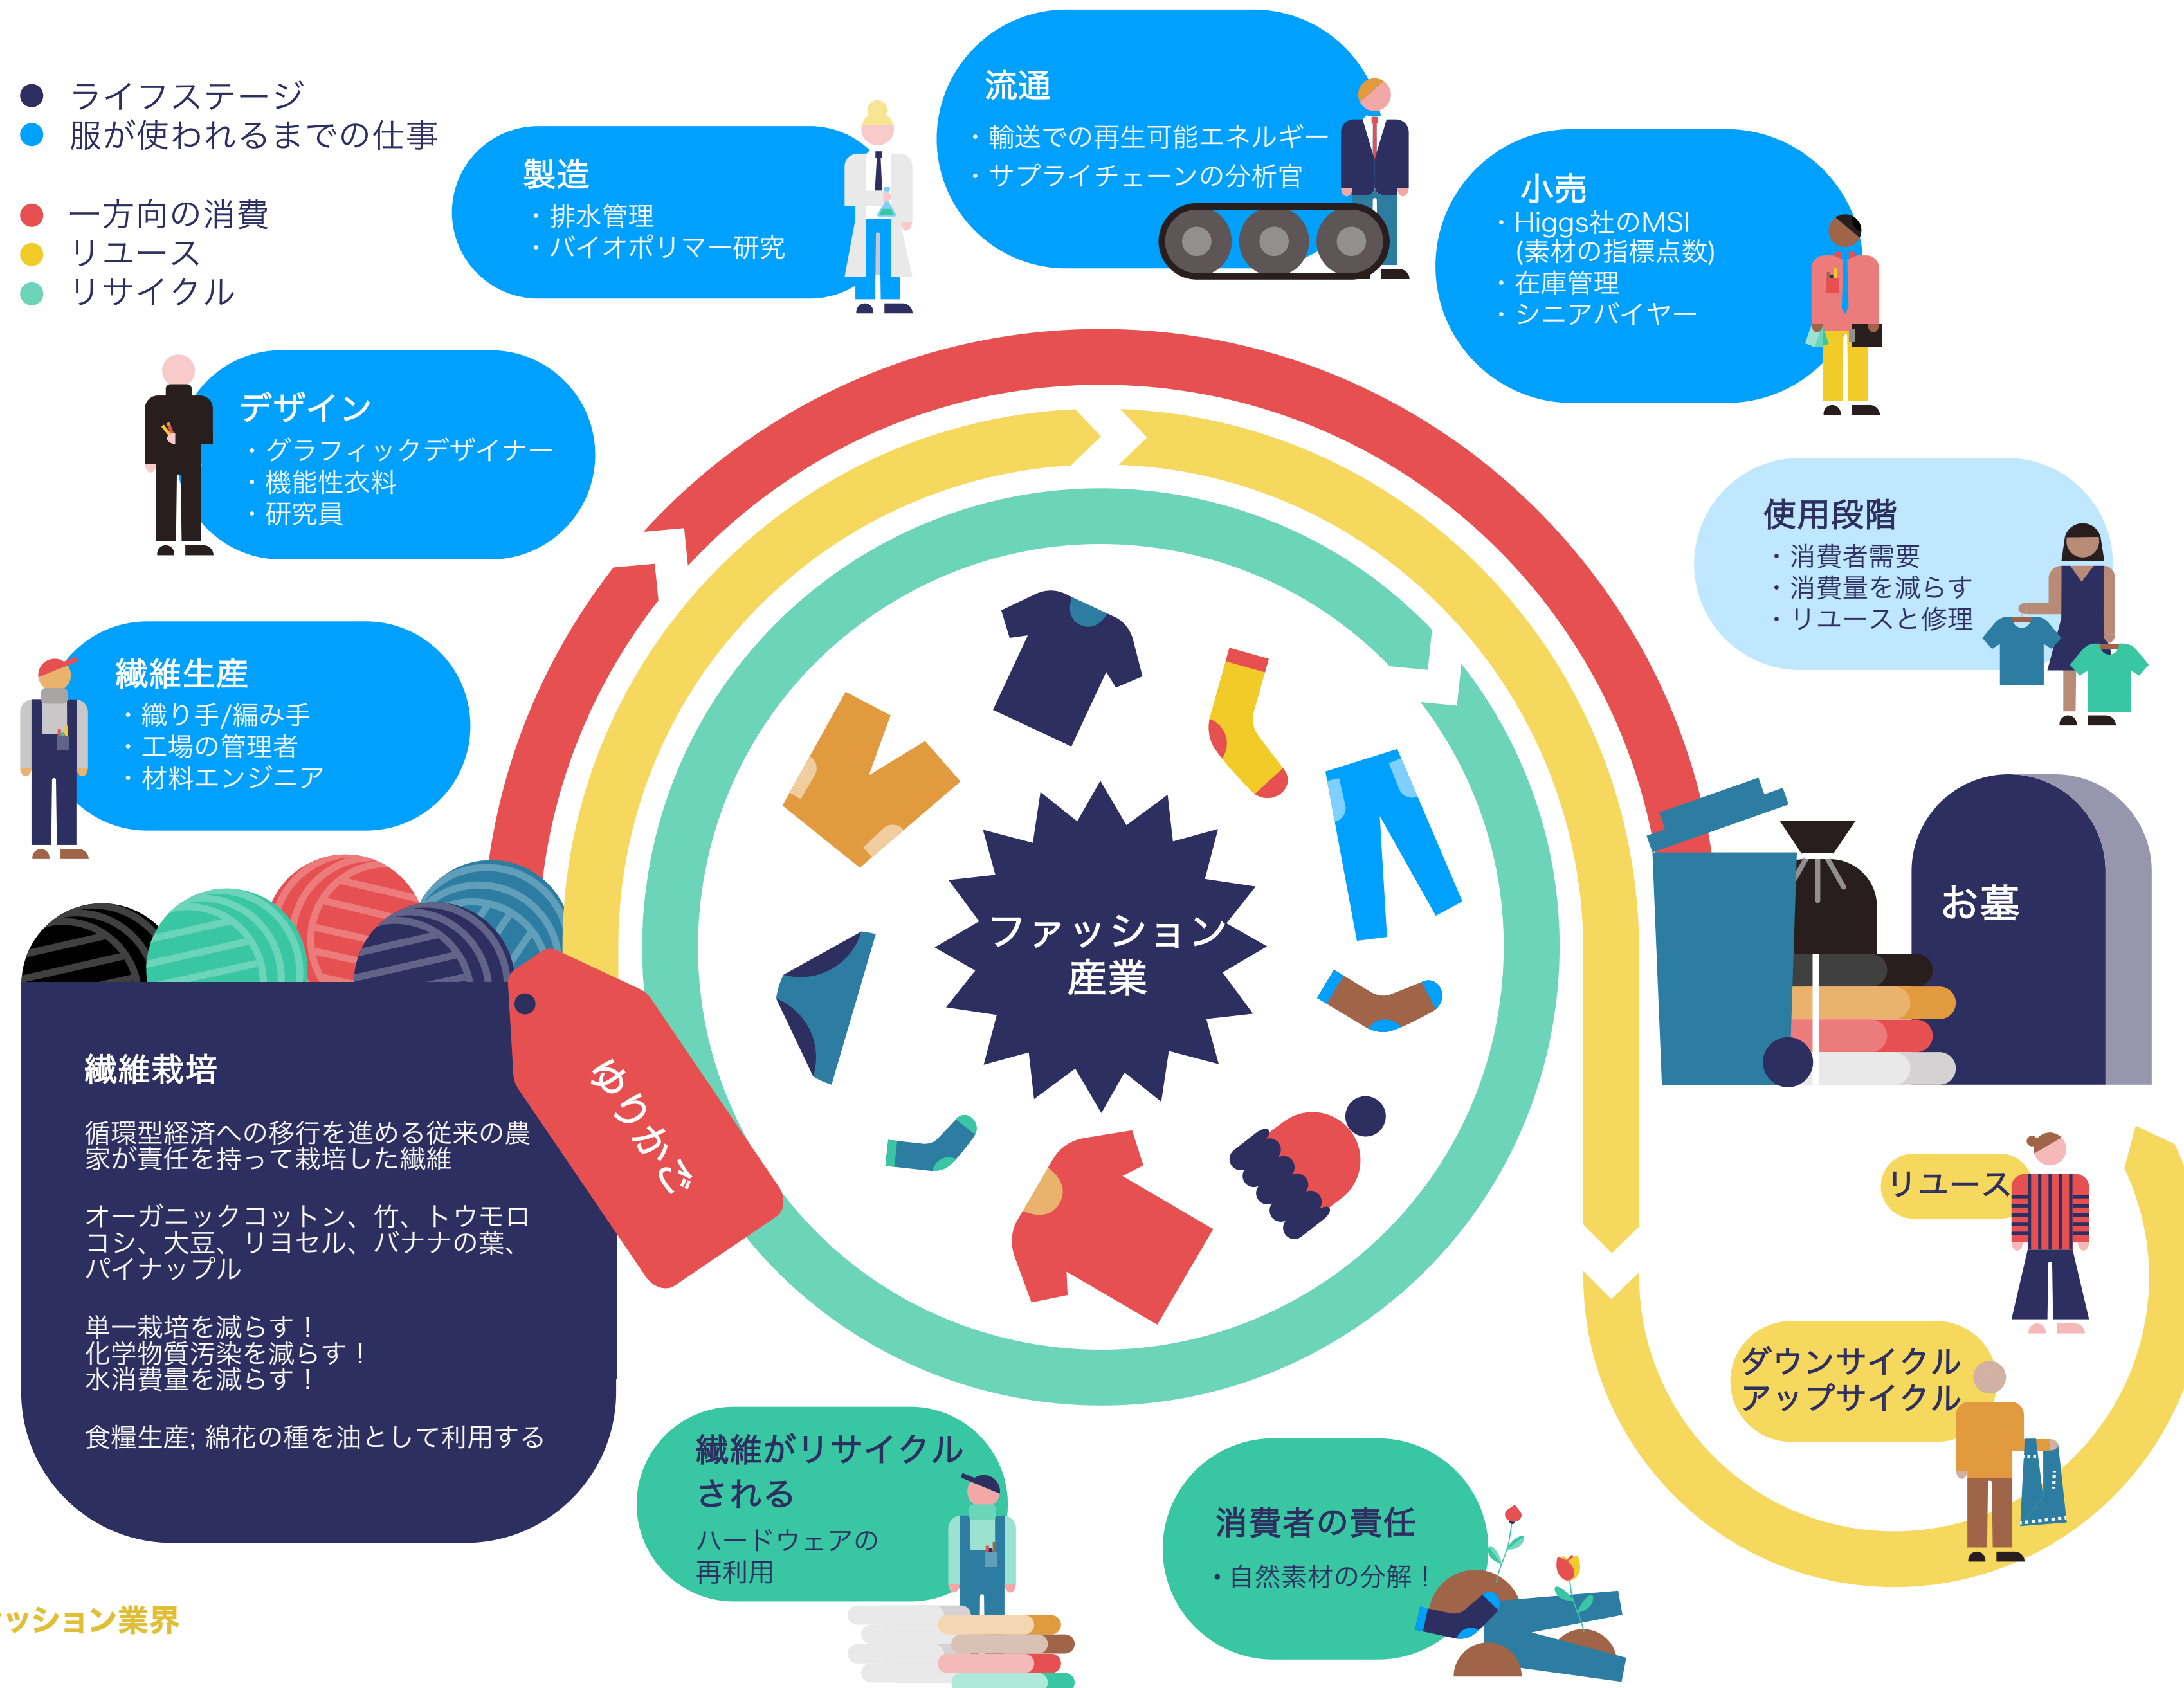 ライフステージ
服が使われるまでの仕事
一方向の消費
リユース
リサイクル
製造
・排水管理
・バイオポリマー研究
流通
・輸送での再生可能エネルギー
・サプライチェーンの分析官
小売
・Higgs社のMSI
(素材の指標点数)
・在庫管理
・シニアバイヤー
デザイン
・グラフィックデザイナー
・機能性衣料
・研究員
使用段階
・消費者需要
・消費量を減らす
・リユースと修理
繊維生産
・織り手/編み手
・工場の管理者
・材料エンジニア
ファッション
産業
お墓
ゆりかご
繊維栽培
循環型経済への移行を進める従来の農
家が責任を持って栽培した繊維
オーガニックコットン、竹、トウモロ
コシ、大豆、リヨセル、バナナの葉、
パイナップル
単一栽培を減らす！
化学物質汚染を減らす！
水消費量を減らす！
食糧生産; 綿花の種を油として利用する
リユース
ダウンサイクル
アップサイクル
繊維がリサイクル
される
ハードウェアの
再利用
消費者の責任
・自然素材の分解！
ッション業界